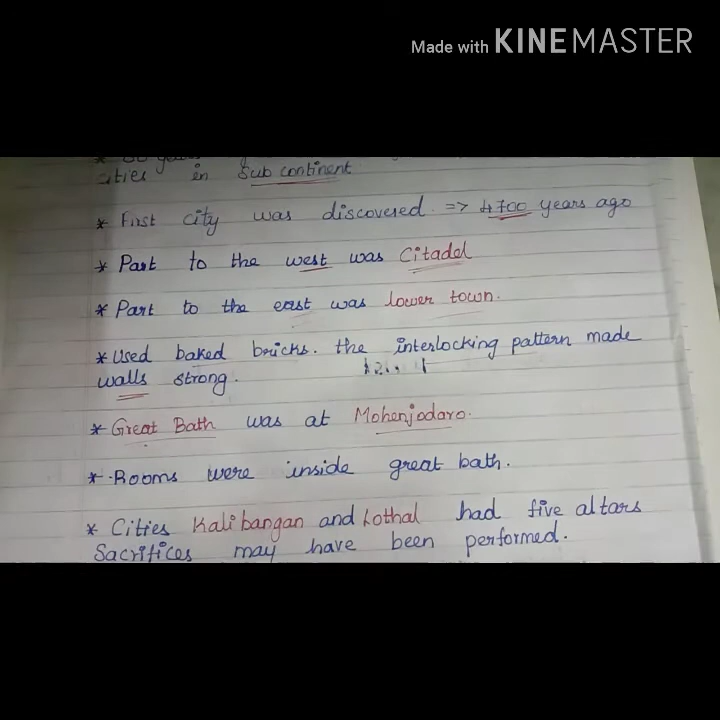 Made with KINEMASTER
cities in Sub continent
* First city was discovered => 4700 years ago
* Part to the west was Citadel
* Part to the east was lower town.
* Used baked bricks. the interlocking pattern made
walls strong.
* Great Bath was at Mohenjodaro.
* Rooms were inside great bath.
* Cities Kalibangan and Lothal had five altars
Sacrifices may have been performed.